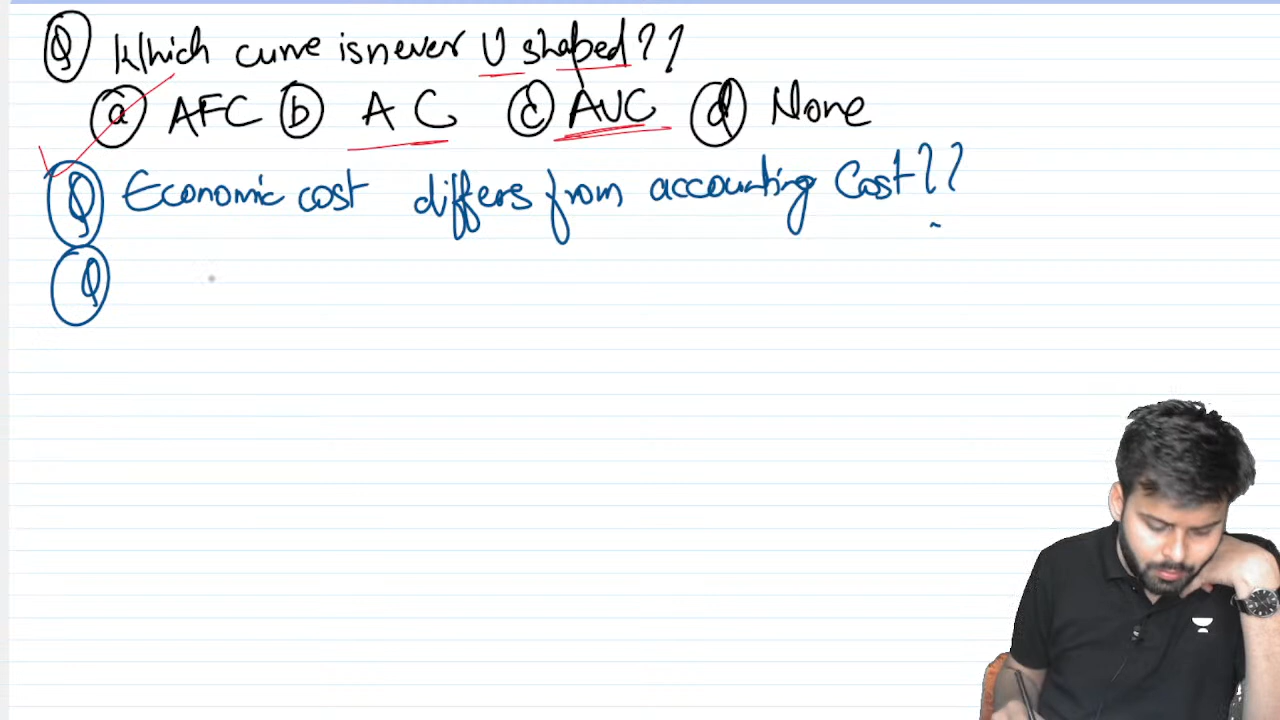 Q Which curve is never U shaped??
a AFC b AC c AVC d None
Q Economic cost differs from accounting Cost??
Q